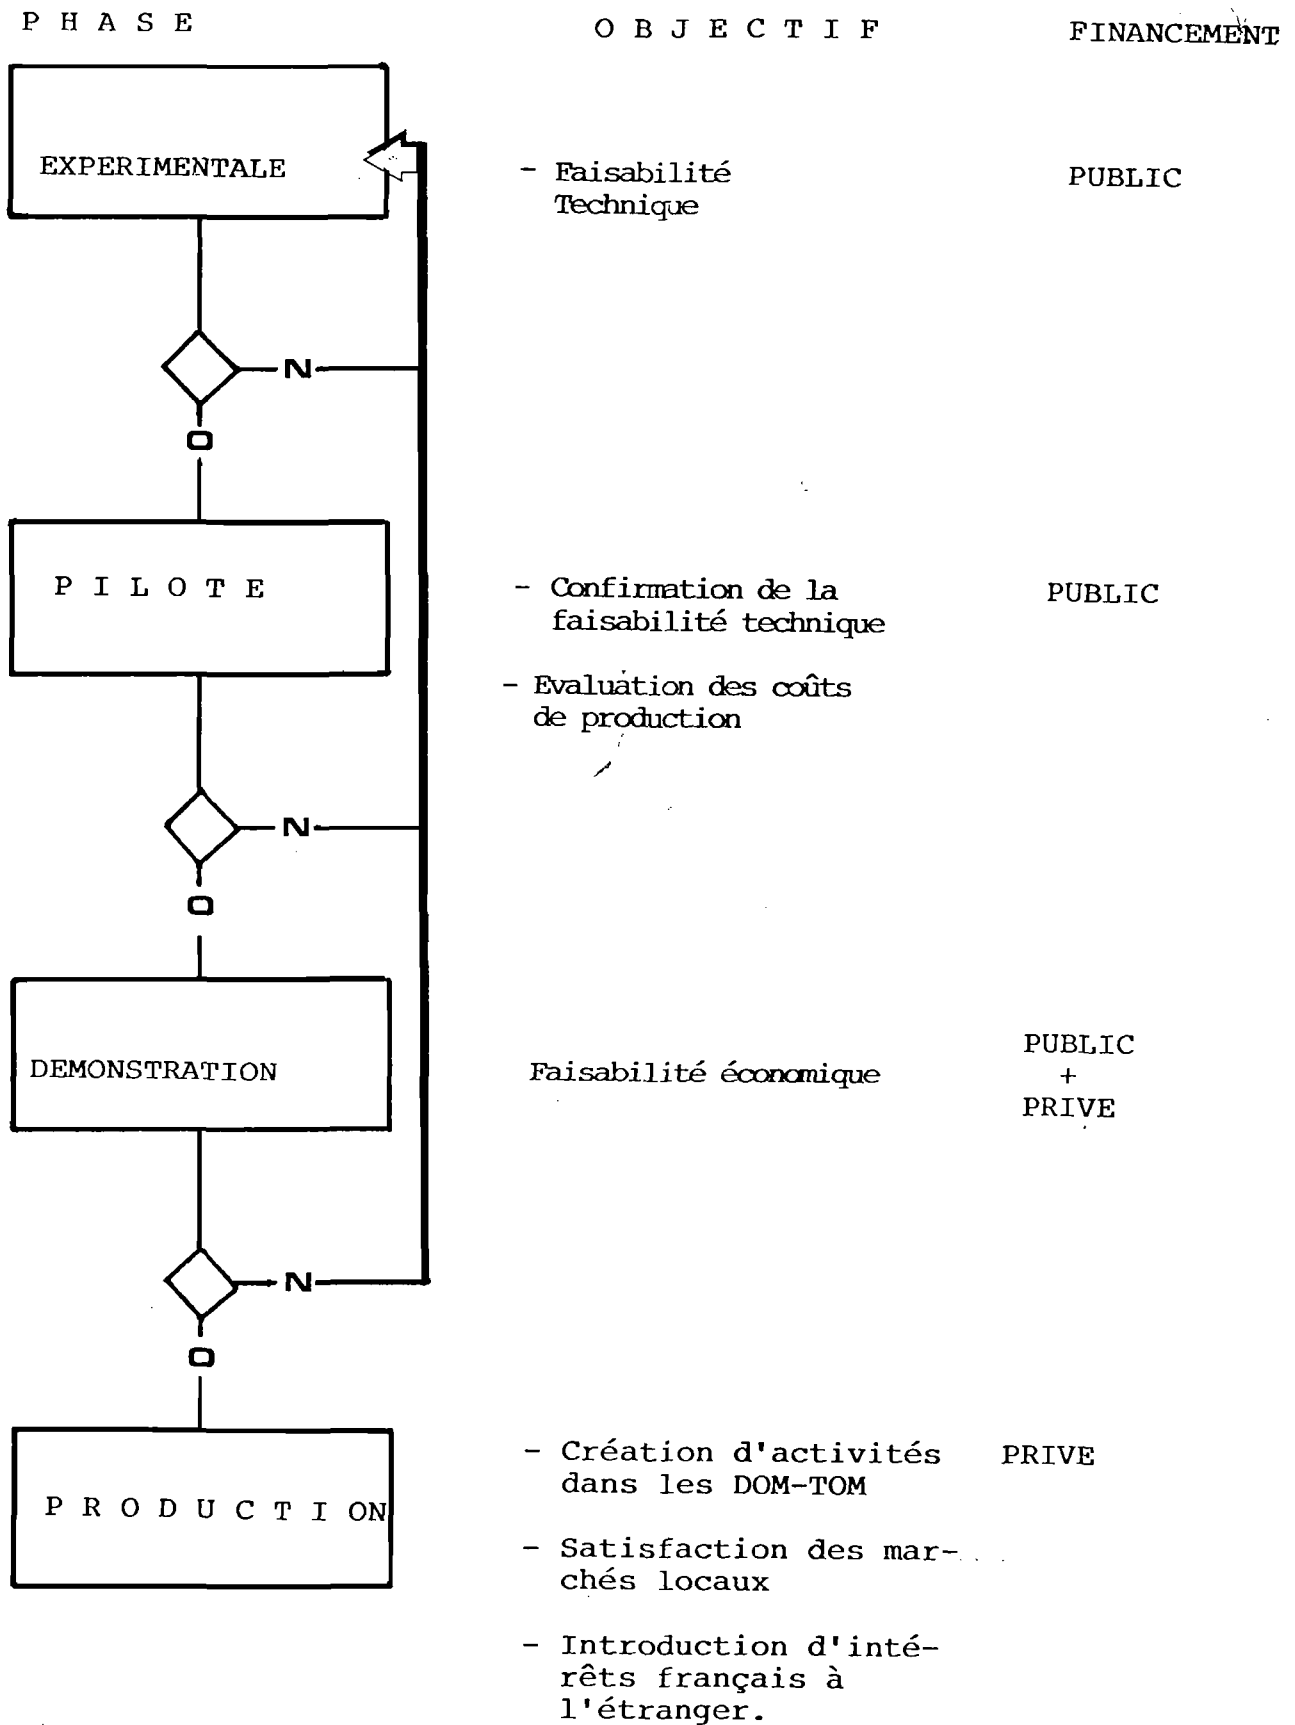 P H A S E
O B J E C T I F
FINANCEMENT
EXPERIMENTALE
- Faisabilité
Technique
PUBLIC
N
O
P I L O T E
- Confirmation de la
faisabilité technique
PUBLIC
- Evaluation des coûts
de production
N
O
DEMONSTRATION
Faisabilité économique
PUBLIC
+
PRIVE
N
O
P R O D U C T I ON
- Création d'activités
dans les DOM-TOM
PRIVE
- Satisfaction des mar-
chés locaux
- Introduction d'inté-
rêts français à
l'étranger.